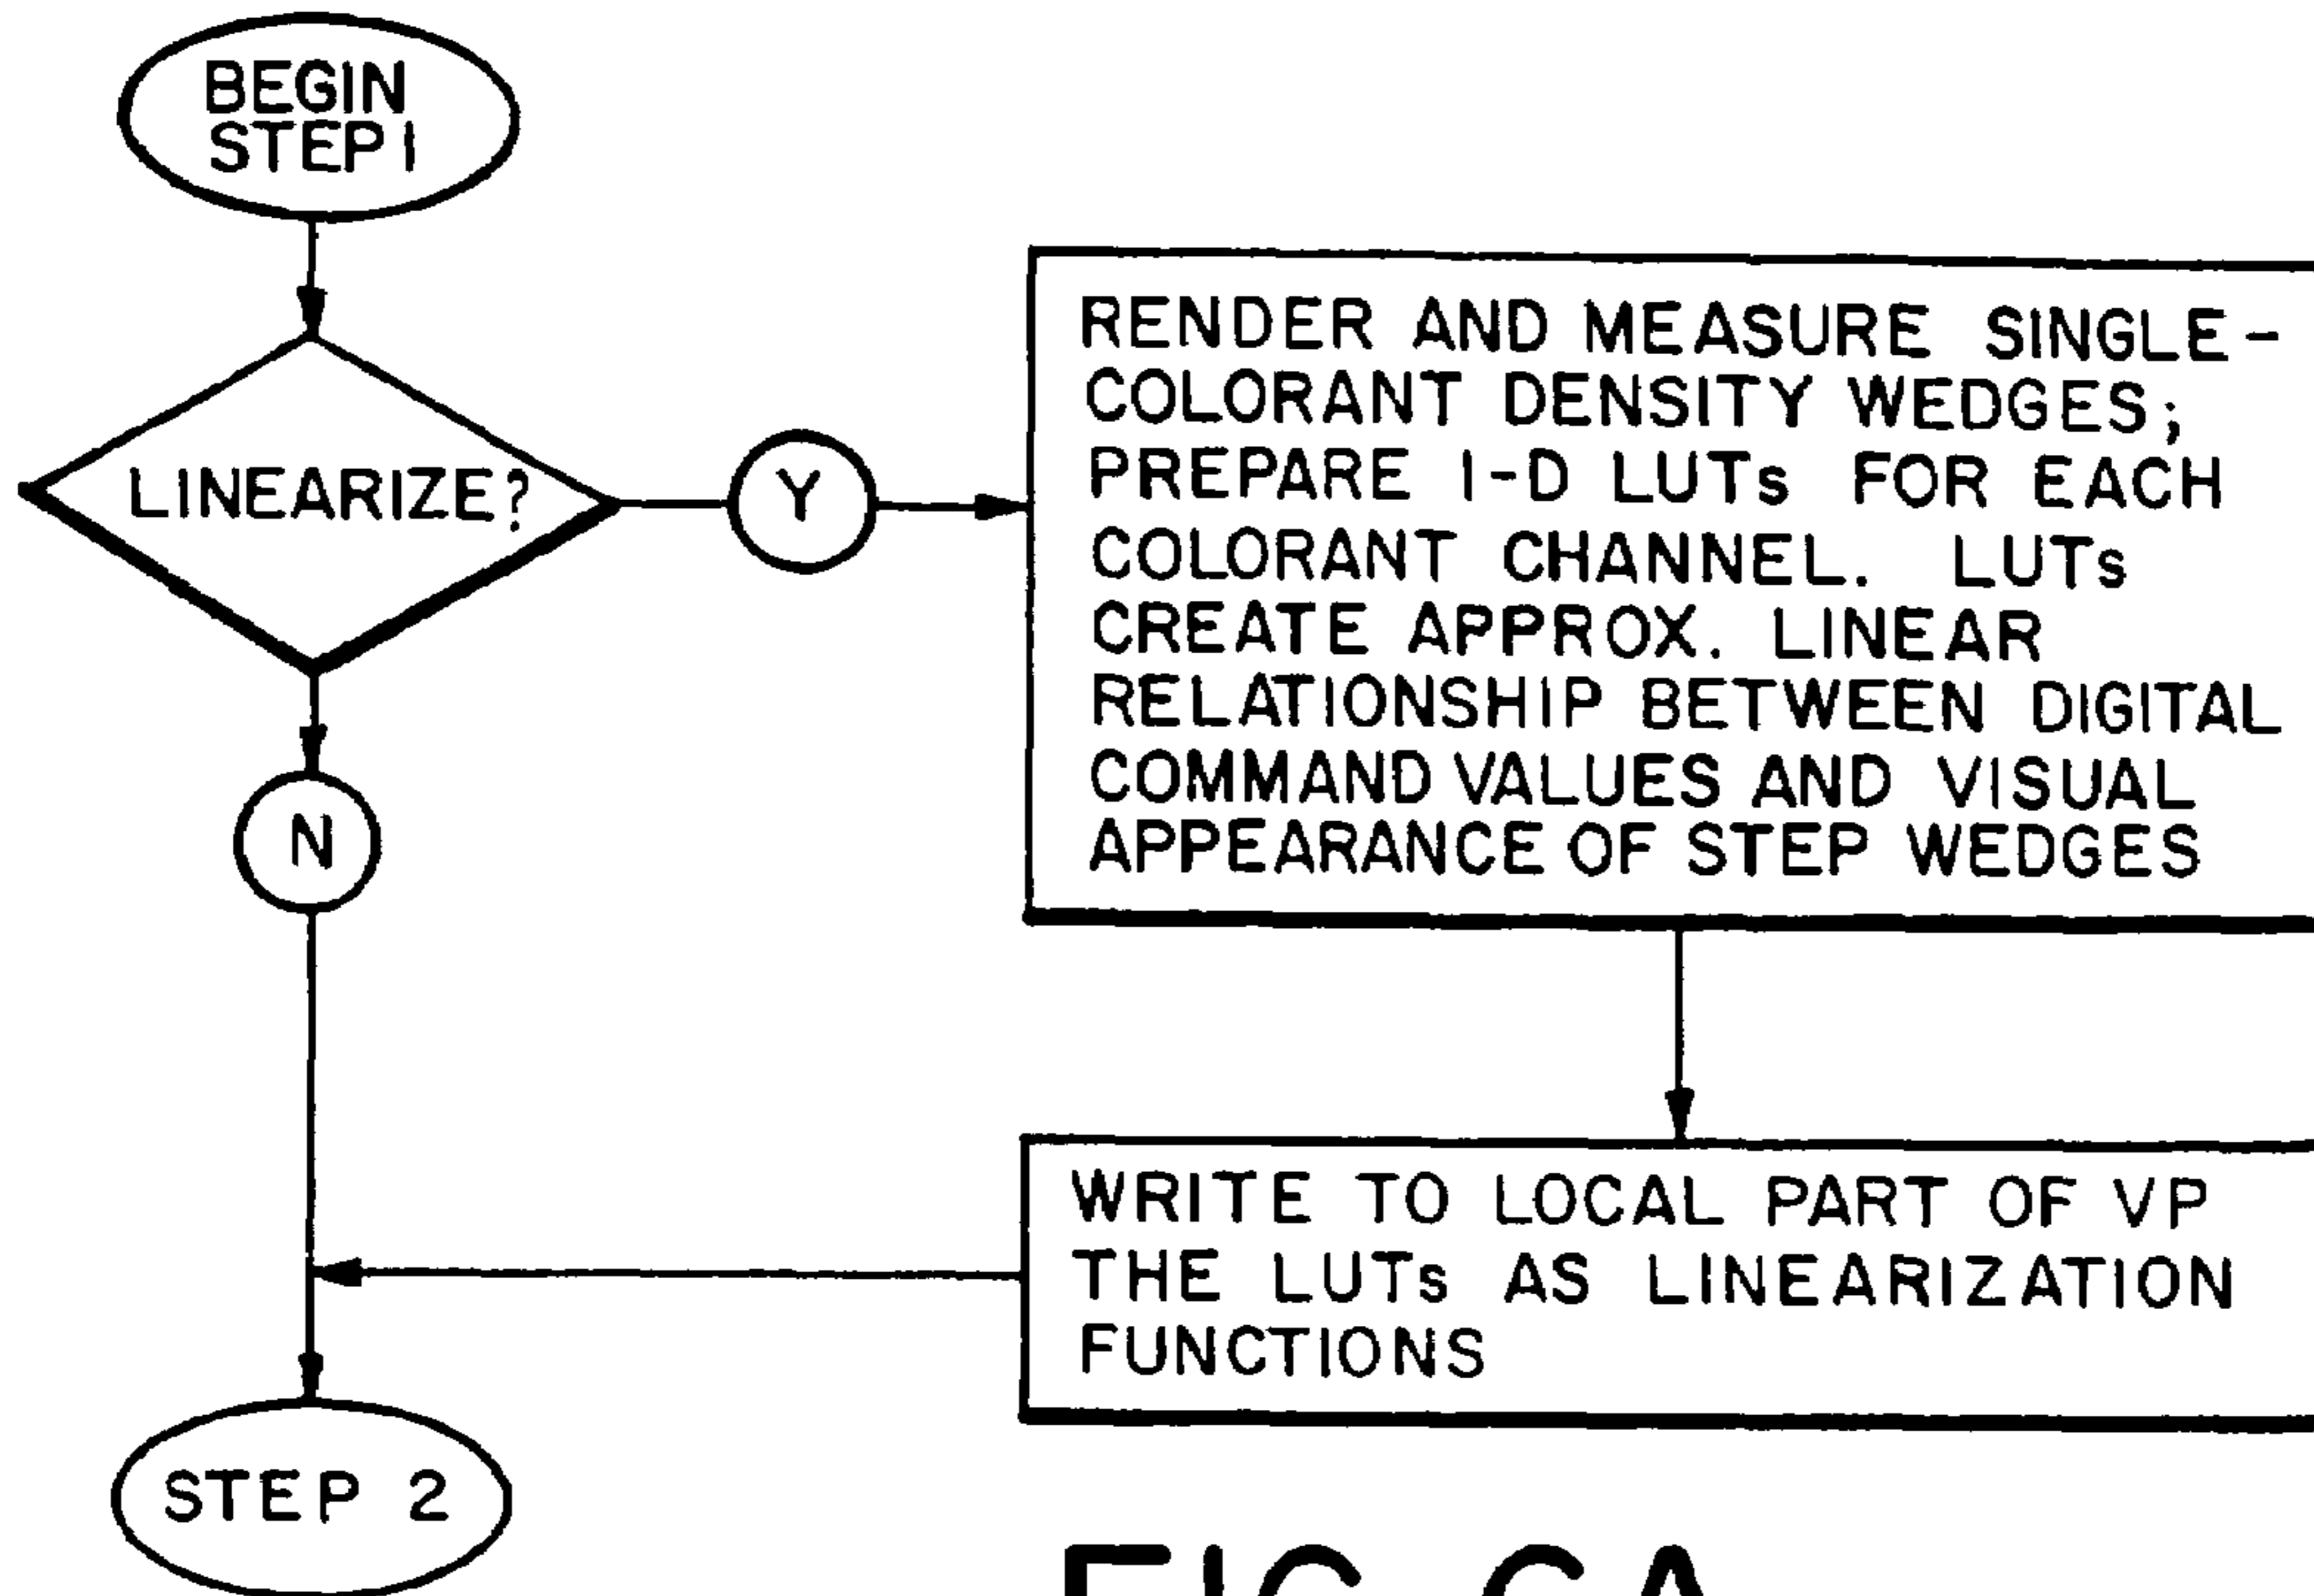 BEGIN
STEP 1
LINEARIZE?
Y
RENDER AND MEASURE SINGLE-
COLORANT DENSITY WEDGES;
PREPARE 1-D LUTs FOR EACH
COLORANT CHANNEL. LUTs
CREATE APPROX. LINEAR
RELATIONSHIP BETWEEN DIGITAL
COMMAND VALUES AND VISUAL
APPEARANCE OF STEP WEDGES
N
WRITE TO LOCAL PART OF VP
THE LUTs AS LINEARIZATION
FUNCTIONS
STEP 2